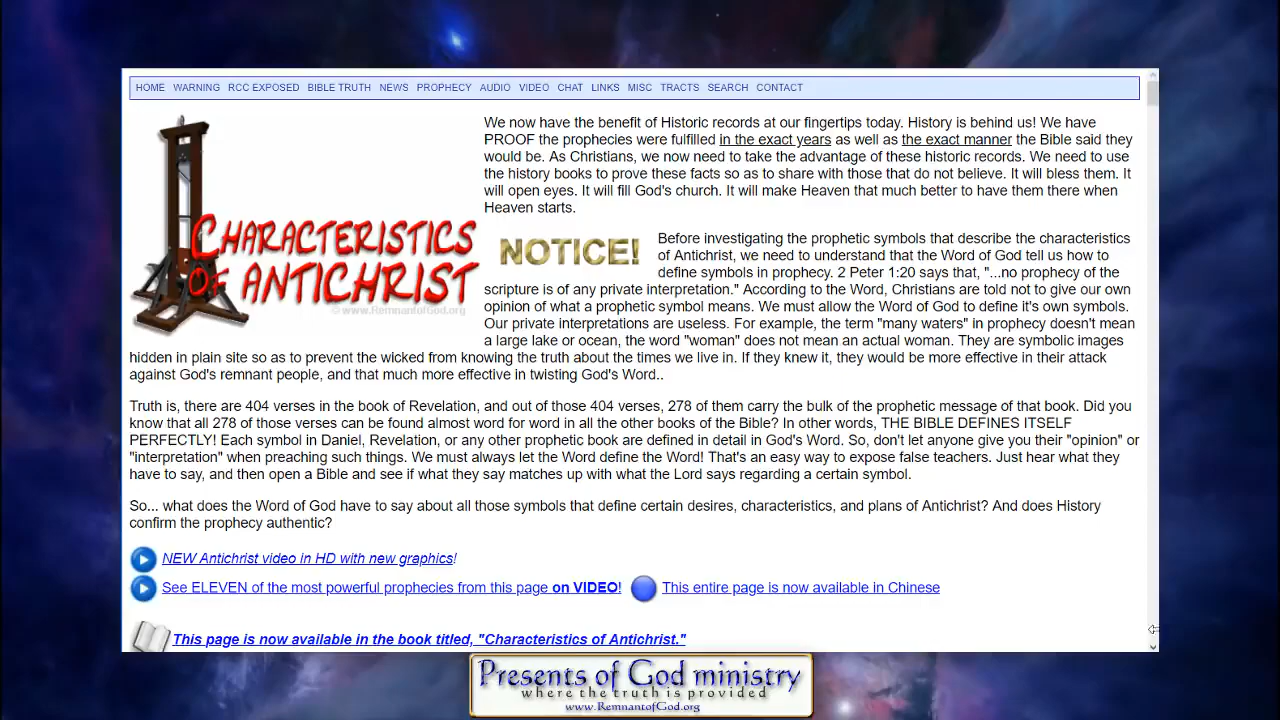 HOME WARNING RCC EXPOSED BIBLE TRUTH NEWS PROPHECY AUDIO VIDEO CHAT LINKS MISC TRACTS SEARCH CONTACT
We now have the benefit of Historic records at our fingertips today. History is behind us! We have
PROOF the prophecies were fulfilled in the exact years as well as the exact manner the Bible said they
would be. As Christians, we now need to take the advantage of these historic records. We need to use
the history books to prove these facts so as to share with those that do not believe. It will bless them. It
will open eyes. It will fill God's church. It will make Heaven that much better to have them there when
Heaven starts.
CHARACTERISTICS
OF ANTICHRIST
© www.RemnantofGod.org
NOTICE!
Before investigating the prophetic symbols that describe the characteristics
of Antichrist, we need to understand that the Word of God tell us how to
define symbols in prophecy. 2 Peter 1:20 says that, "...no prophecy of the
scripture is of any private interpretation." According to the Word, Christians are told not to give our own
opinion of what a prophetic symbol means. We must allow the Word of God to define it's own symbols.
Our private interpretations are useless. For example, the term "many waters" in prophecy doesn't mean
a large lake or ocean, the word "woman" does not mean an actual woman. They are symbolic images
hidden in plain site so as to prevent the wicked from knowing the truth about the times we live in. If they knew it, they would be more effective in their attack
against God's remnant people, and that much more effective in twisting God's Word..
Truth is, there are 404 verses in the book of Revelation, and out of those 404 verses, 278 of them carry the bulk of the prophetic message of that book. Did you
know that all 278 of those verses can be found almost word for word in all the other books of the Bible? In other words, THE BIBLE DEFINES ITSELF
PERFECTLY! Each symbol in Daniel, Revelation, or any other prophetic book are defined in detail in God's Word. So, don't let anyone give you their "opinion" or
"interpretation" when preaching such things. We must always let the Word define the Word! That's an easy way to expose false teachers. Just hear what they
have to say, and then open a Bible and see if what they say matches up with what the Lord says regarding a certain symbol.
So... what does the Word of God have to say about all those symbols that define certain desires, characteristics, and plans of Antichrist? And does History
confirm the prophecy authentic?
NEW Antichrist video in HD with new graphics!
See ELEVEN of the most powerful prophecies from this page on VIDEO! This entire page is now available in Chinese
This page is now available in the book titled, "Characteristics of Antichrist."
Presents of God ministry
where the truth is provided
www.RemnantofGod.org